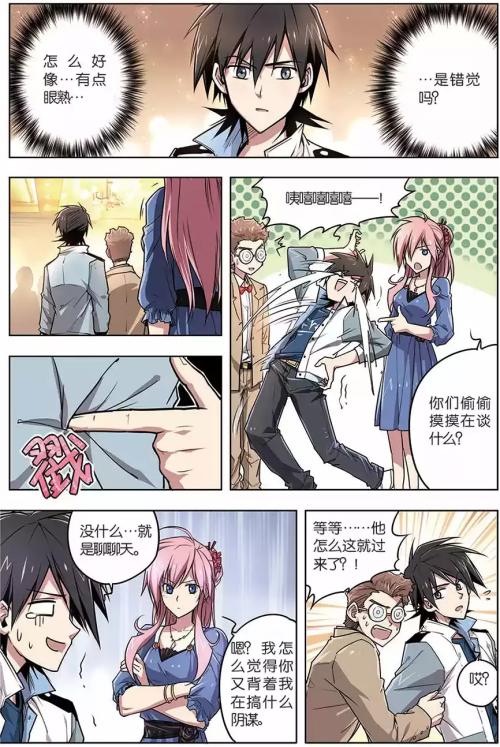 怎么好
像…有点
眼熟…
…是错觉
吗？
咦嘻嘻嘻嘻——！
你们偷偷
摸摸在谈
什么？
戳
没什么…就
是聊聊天。
嗯？我怎
么觉得你
又背着我
在搞什么
阴谋。
等等……他
怎么这就过
来了？！
哎？